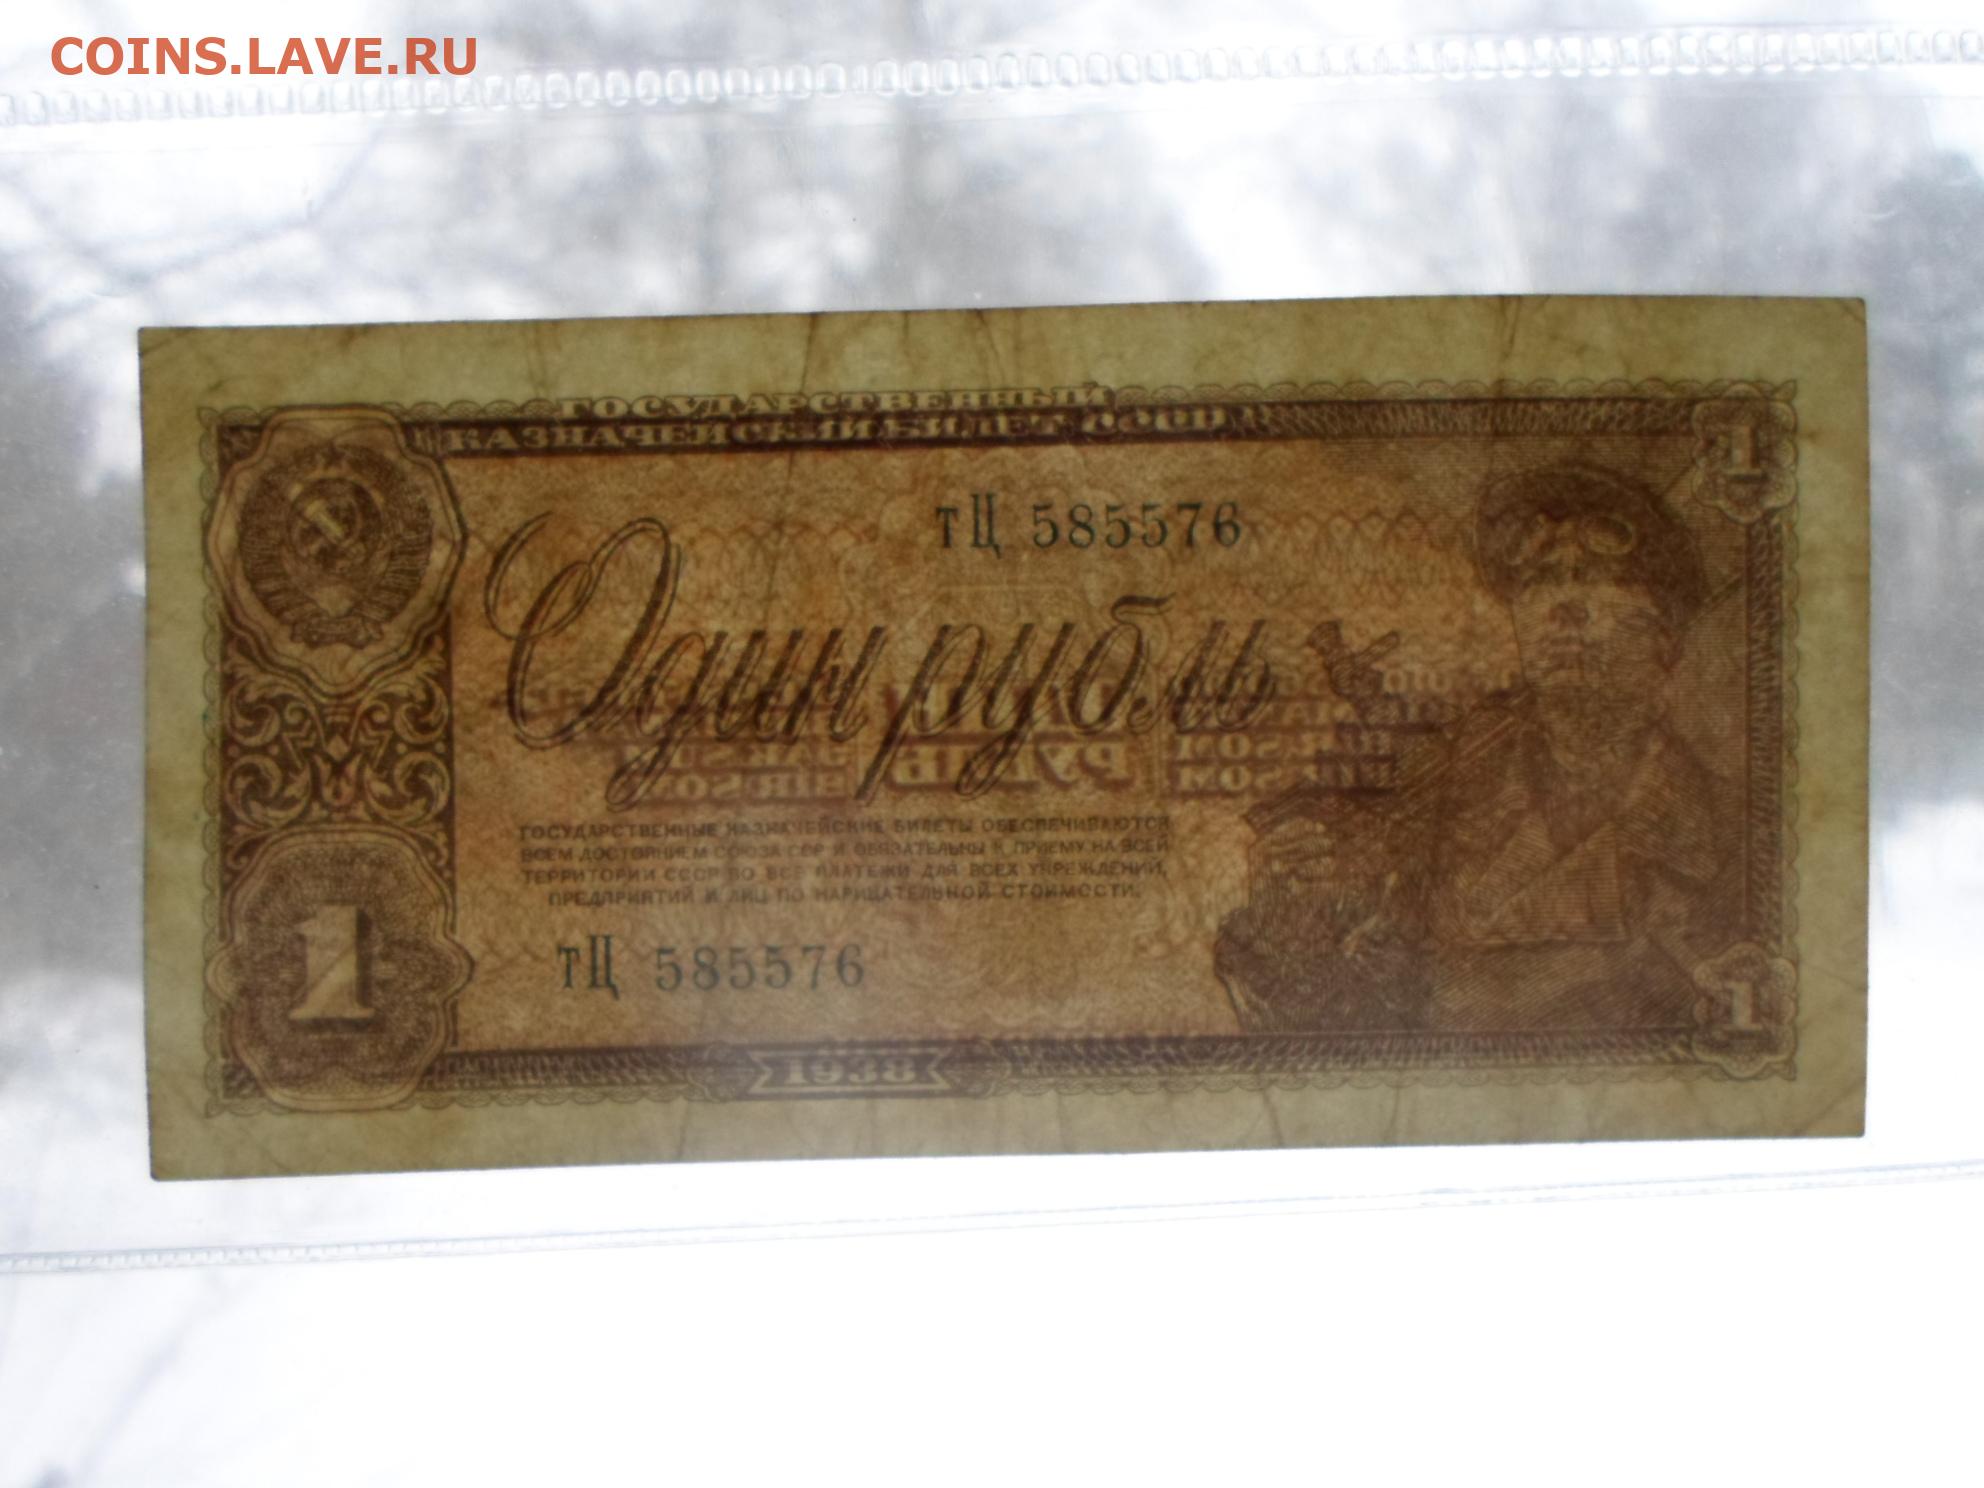 COINS.LAVE.RU
ГОСУДАРСТВЕННЫЙ
КАЗНАЧЕЙСКИЙ БИЛЕТ СССР
1
тЦ 585576
Один рубль
РУБЛЬ
ГОСУДАРСТВЕННЫЕ КАЗНАЧЕЙСКИЕ БИЛЕТЫ ОБЕСПЕЧИВАЮТСЯ
ВСЕМ ДОСТОЯНИЕМ СОЮЗА ССР И ОБЯЗАТЕЛЬНЫ К ПРИЕМУ НА ВСЕЙ
ТЕРРИТОРИИ СССР ВО ВСЕ ПЛАТЕЖИ ДЛЯ ВСЕХ УЧРЕЖДЕНИЙ,
ПРЕДПРИЯТИЙ И ЛИЦ ПО НАРИЦАТЕЛЬНОЙ СТОИМОСТИ.
тЦ 585576
1
1
1938